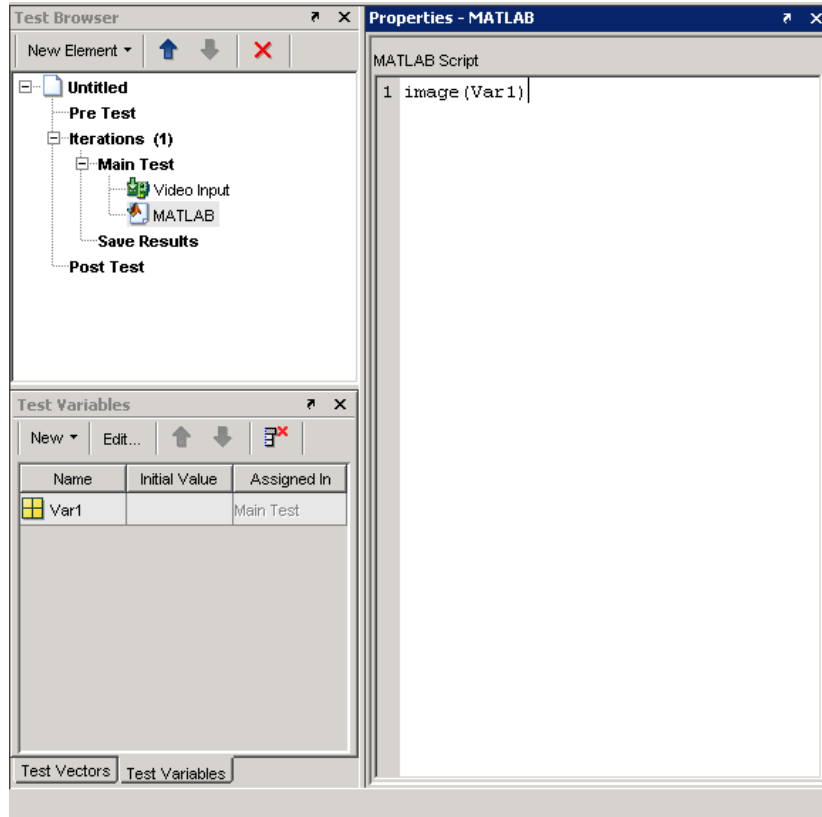 Test Browser
New Element
Untitled
Pre Test
Iterations (1)
Main Test
Video Input
MATLAB
Save Results
Post Test
Test Variables
New Edit...
Name Initial Value Assigned In
Var1 Main Test
Test Vectors Test Variables
Properties - MATLAB
MATLAB Script
1 image(Var1)